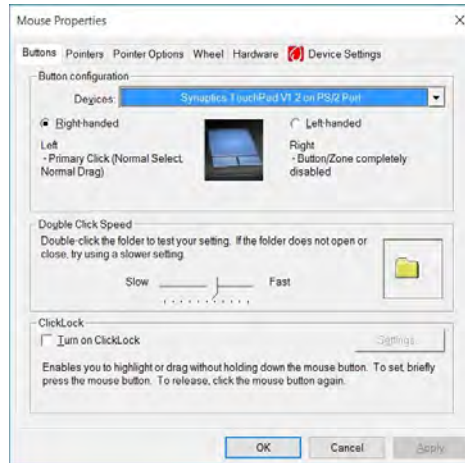 Mouse Properties
Buttons Pointers Pointer Options Wheel Hardware Device Settings
Button configuration
Devices: Synaptics TouchPad V1.2 on PS/2 Port
Right-handed Left-handed
Left Right
- Primary Click (Normal Select, - Button/Zone completely
Normal Drag) disabled
Double Click Speed
Double-click the folder to test your setting. If the folder does not open or
close, try using a slower setting.
Slow Fast
ClickLock
Turn on ClickLock Settings...
Enables you to highlight or drag without holding down the mouse button. To set, briefly
press the mouse button. To release, click the mouse button again.
OK Cancel Apply